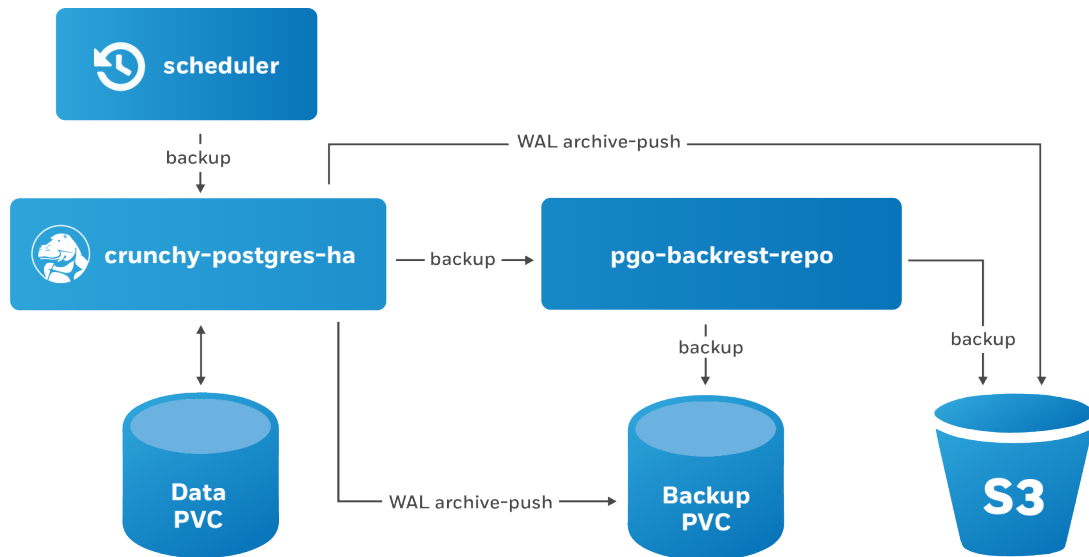 scheduler
WAL archive-push
backup
crunchy-postgres-ha
backup
pgo-backrest-repo
backup
backup
Data
PVC
WAL archive-push
Backup
PVC
S3